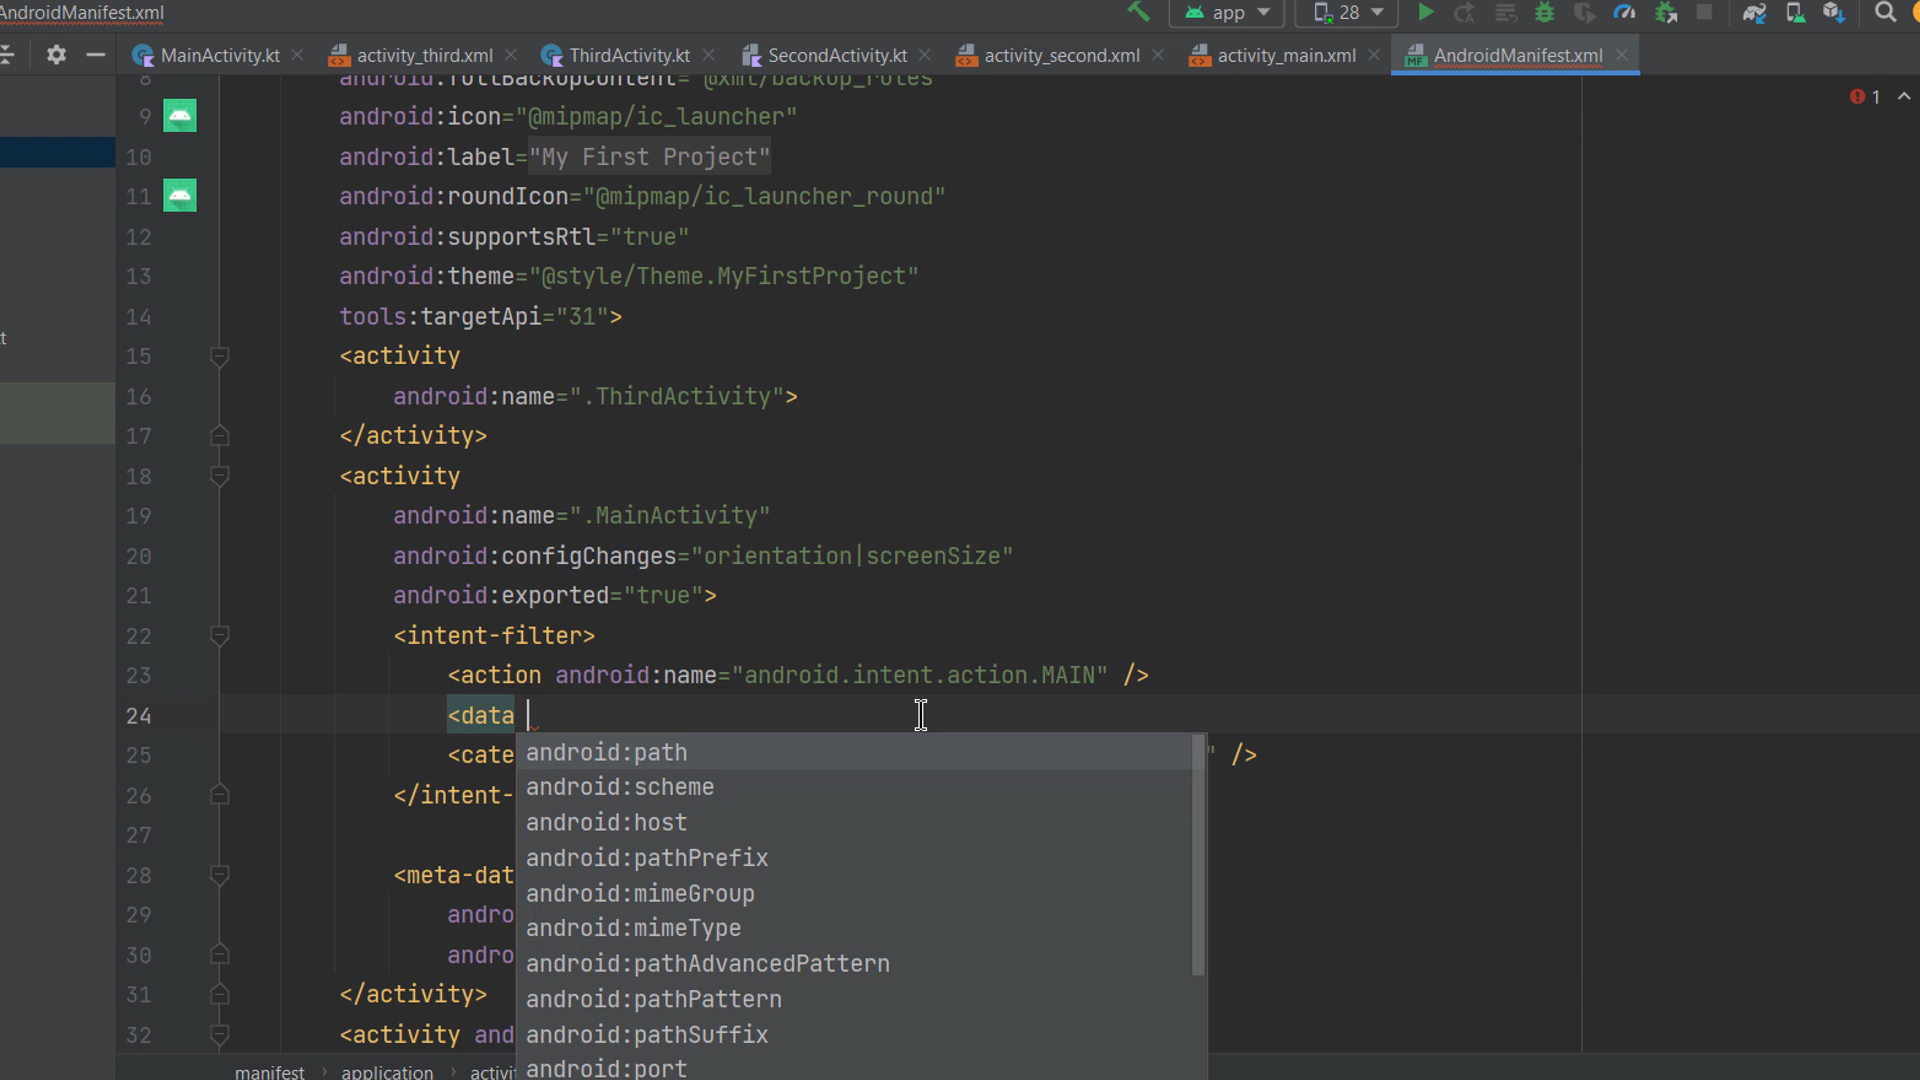 AndroidManifest.xml
app
28
MainActivity.kt
activity_third.xml
ThirdActivity.kt
SecondActivity.kt
activity_second.xml
activity_main.xml
AndroidManifest.xml
1
8 android:fullBackupContent="@xml/backup_rules"
9 android:icon="@mipmap/ic_launcher"
10 android:label="My First Project"
11 android:roundIcon="@mipmap/ic_launcher_round"
12 android:supportsRtl="true"
13 android:theme="@style/Theme.MyFirstProject"
14 tools:targetApi="31">
15 <activity
16 android:name=".ThirdActivity">
17 </activity>
t
18 <activity
19 android:name=".MainActivity"
20 android:configChanges="orientation|screenSize"
21 android:exported="true">
22 <intent-filter>
23 <action android:name="android.intent.action.MAIN" />
24 <data
25 <cate " />
26 </intent-
27
28 <meta-dat
29 andro
30 andro
31 </activity>
32 <activity and
android:path
android:scheme
android:host
android:pathPrefix
android:mimeGroup
android:mimeType
android:pathAdvancedPattern
android:pathPattern
android:pathSuffix
android:port
manifest › application › activi